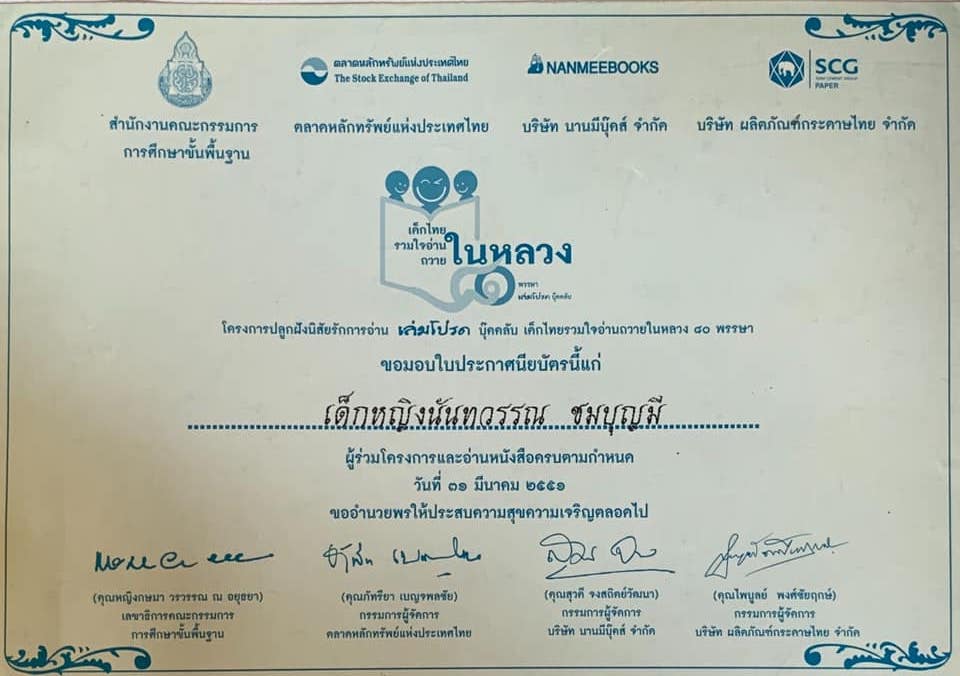 ตลาดหลักทรัพย์แห่งประเทศไทย
The Stock Exchange of Thailand
NANMEEBOOKS
SCG
PAPER
สำนักงานคณะกรรมการ
การศึกษาขั้นพื้นฐาน
ตลาดหลักทรัพย์แห่งประเทศไทย
บริษัท นานมีบุ๊คส์ จำกัด
บริษัท ผลิตภัณฑ์กระดาษไทย จำกัด
เด็กไทย
รวมใจอ่าน
ถวาย
ในหลวง
๘๐
พรรษา
เล่มโปรด บุ๊คคลับ
โครงการปลูกฝังนิสัยรักการอ่าน เล่มโปรด บุ๊คคลับ เด็กไทยรวมใจอ่านถวายในหลวง ๘๐ พรรษา
ขอมอบใบประกาศนียบัตรนี้แก่
เด็กหญิงนันทวรรณ ชมบุญมี
ผู้ร่วมโครงการและอ่านหนังสือครบตามกำหนด
วันที่ ๓๑ มีนาคม ๒๕๕๑
ขออำนวยพรให้ประสบความสุขความเจริญตลอดไป
(คุณหญิงกษมา วรวรรณ ณ อยุธยา)
เลขาธิการคณะกรรมการ
การศึกษาขั้นพื้นฐาน
(คุณภัทรียา เบญจพลชัย)
กรรมการผู้จัดการ
ตลาดหลักทรัพย์แห่งประเทศไทย
(คุณสุวดี จงสถิตย์วัฒนา)
กรรมการผู้จัดการ
บริษัท นานมีบุ๊คส์ จำกัด
(คุณไพบูลย์ พงศ์ชัยฤกษ์)
กรรมการผู้จัดการ
บริษัท ผลิตภัณฑ์กระดาษไทย จำกัด